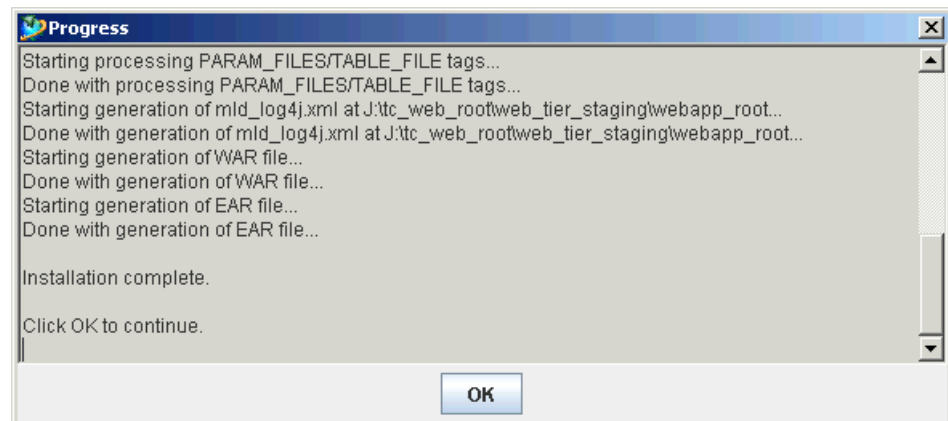 Progress
Starting processing PARAM_FILES/TABLE_FILE tags...
Done with processing PARAM_FILES/TABLE_FILE tags...
Starting generation of mld_log4j.xml at J:\tc_web_root\web_tier_staging\webapp_root...
Done with generation of mld_log4j.xml at J:\tc_web_root\web_tier_staging\webapp_root...
Starting generation of WAR file...
Done with generation of WAR file...
Starting generation of EAR file...
Done with generation of EAR file...
Installation complete.
Click OK to continue.
OK